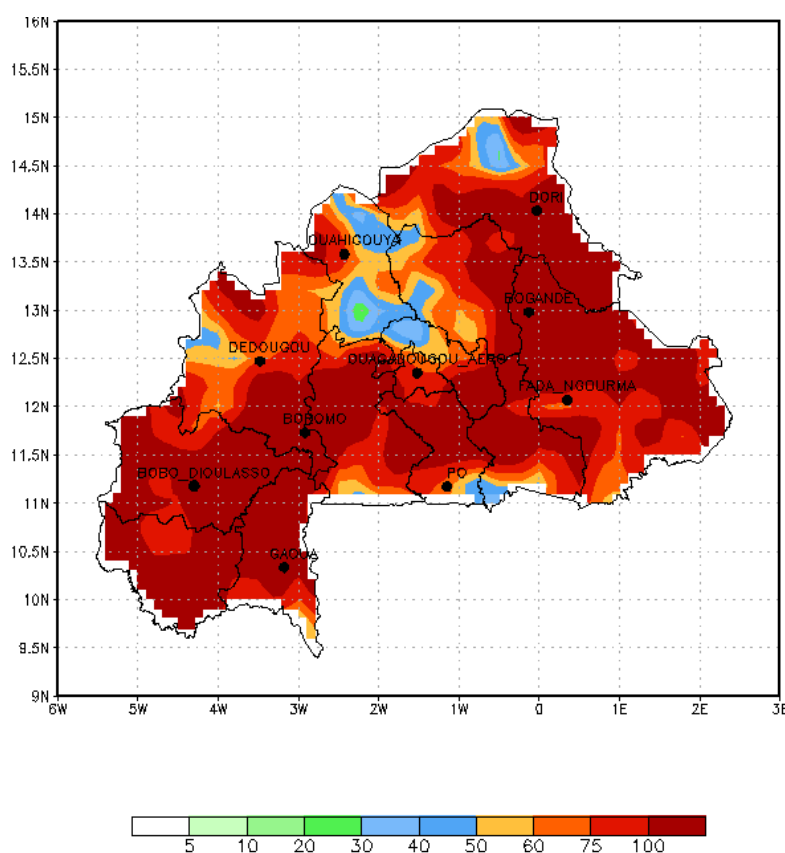 16N
15.5N
15N
14.5N
14N
13.5N
13N
12.5N
12N
11.5N
11N
10.5N
10N
9.5N
9N
DORI
OUAHIGOUYA
BOGANDE
DEDOUGOU
OUAGADOUGOU_AERO
FADA_NGOURMA
BOROMO
BOBO_DIOULASSO
PO
GAOUA
6W 5W 4W 3W 2W 1W 0 1E 2E 3E
5 10 20 30 40 50 60 75 100